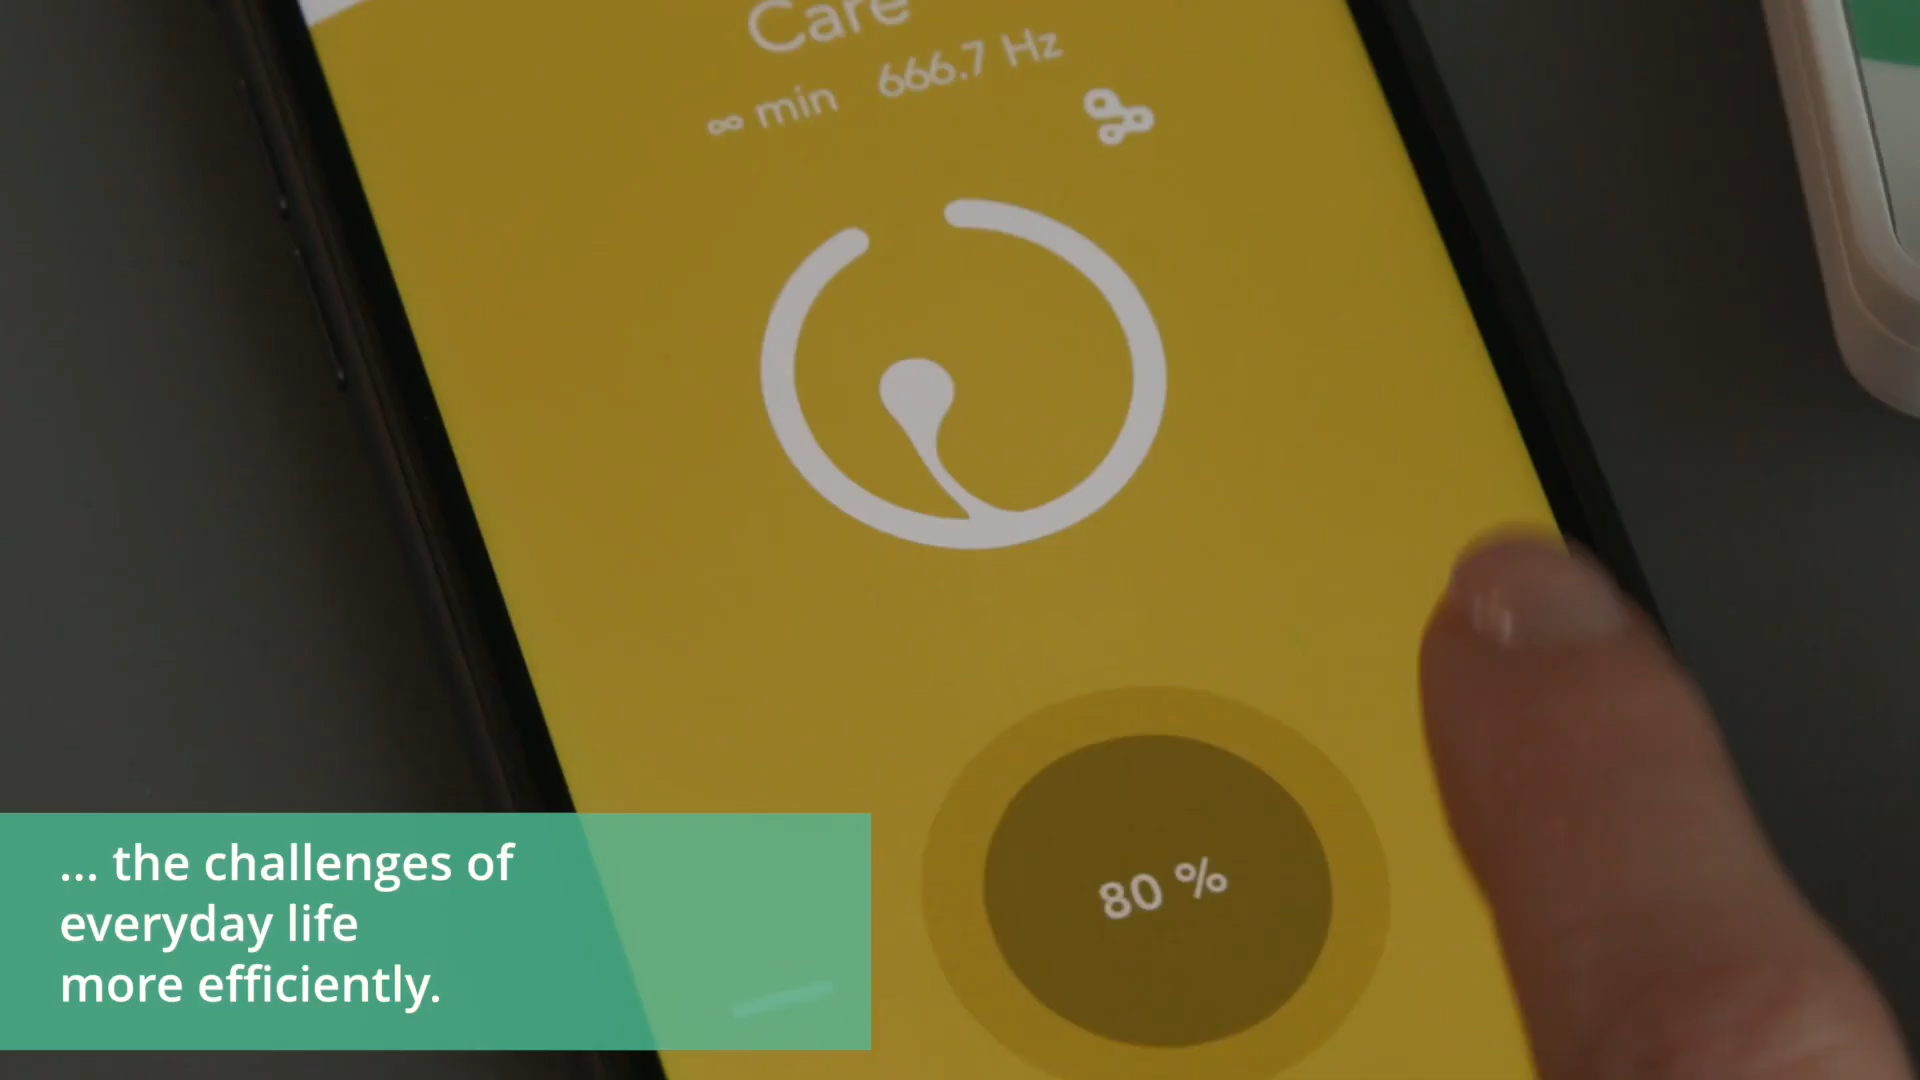 Care
∞ min 666.7 Hz
80 %
... the challenges of
everyday life
more efficiently.